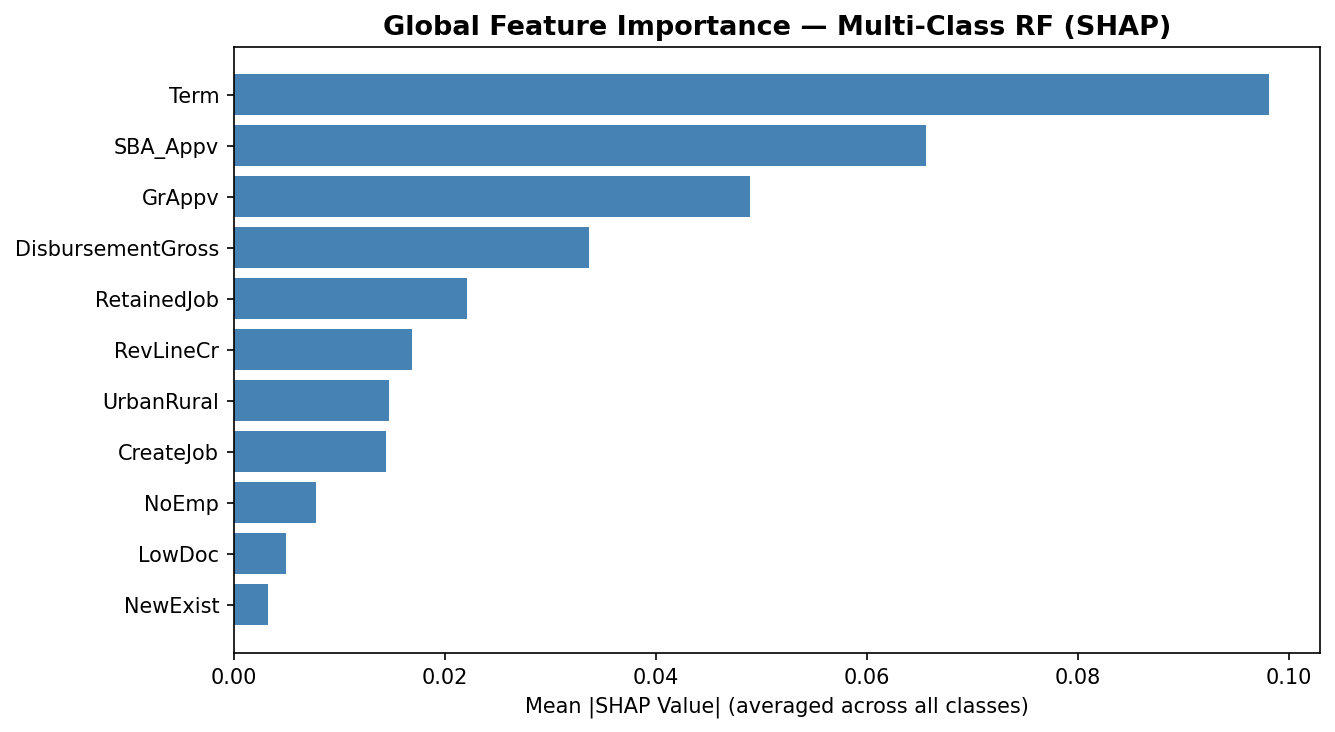 Global Feature Importance — Multi-Class RF (SHAP)
Term
SBA_Appv
GrAppv
DisbursementGross
RetainedJob
RevLineCr
UrbanRural
CreateJob
NoEmp
LowDoc
NewExist
0.00 0.02 0.04 0.06 0.08 0.10
Mean |SHAP Value| (averaged across all classes)